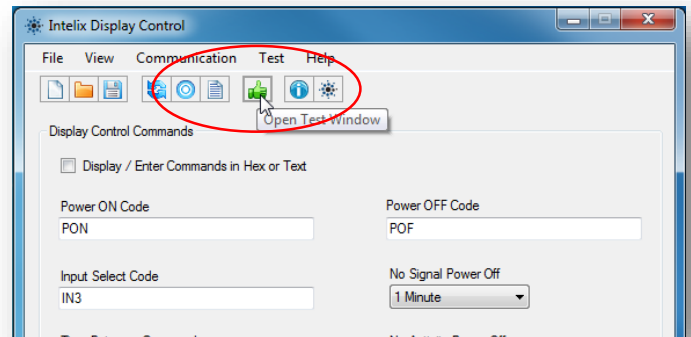 Intelix Display Control
File View Communication Test Help
Open Test Window
Display Control Commands
Display / Enter Commands in Hex or Text
Power ON Code
Power OFF Code
PON
POF
Input Select Code
No Signal Power Off
IN3
1 Minute